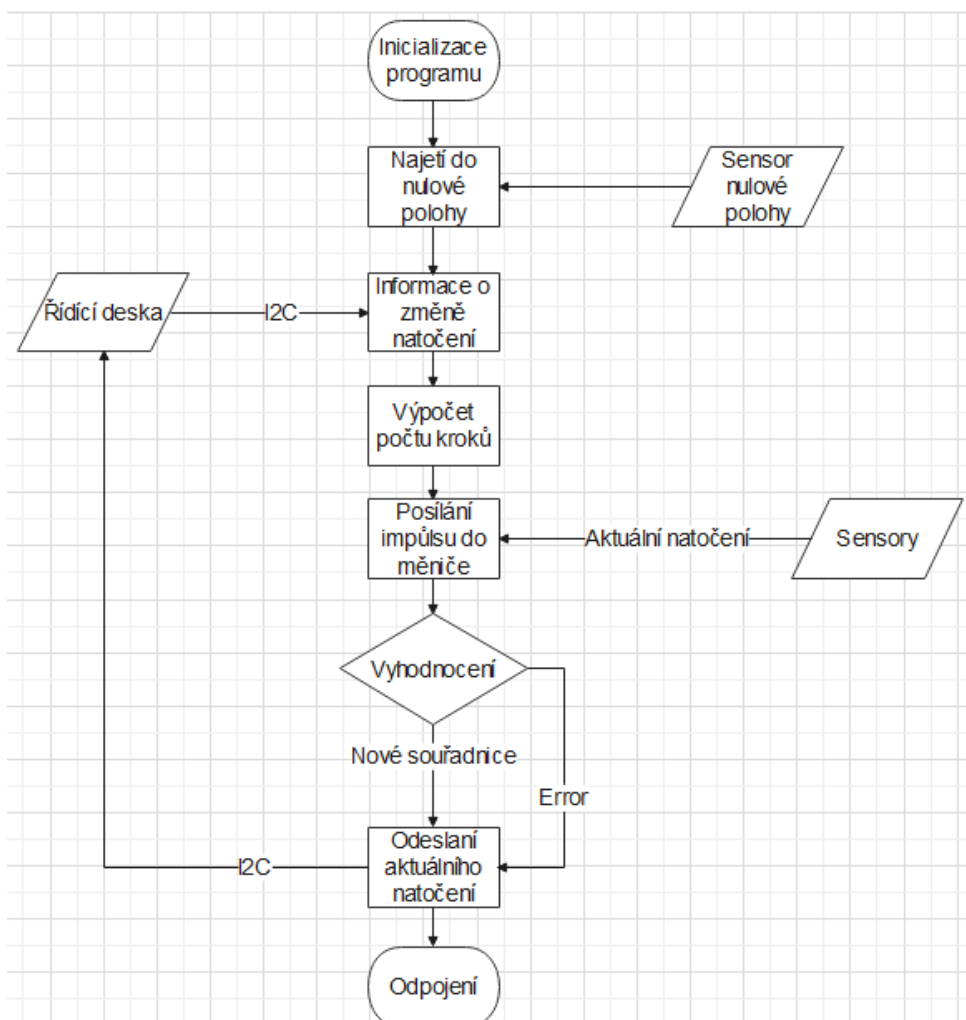 Inicializace
programu
Najetí do
nulové
polohy
Sensor
nulové
polohy
Řídící deska
I2C
Informace o
změně
natočení
Výpočet
počtu kroků
Posílání
impůlsu do
měniče
Aktuální natočení
Sensory
Vyhodnocení
Nové souřadnice
Error
Odeslaní
aktuálního
natočení
I2C
Odpojení